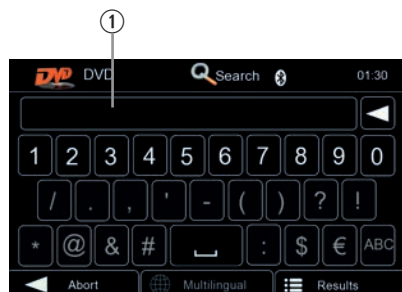 1
DVD DVD Search 01:30
1 2 3 4 5 6 7 8 9 0
/ . , ' - ( ) ? !
* @ & # : $ € ABC
Abort Multilingual Results